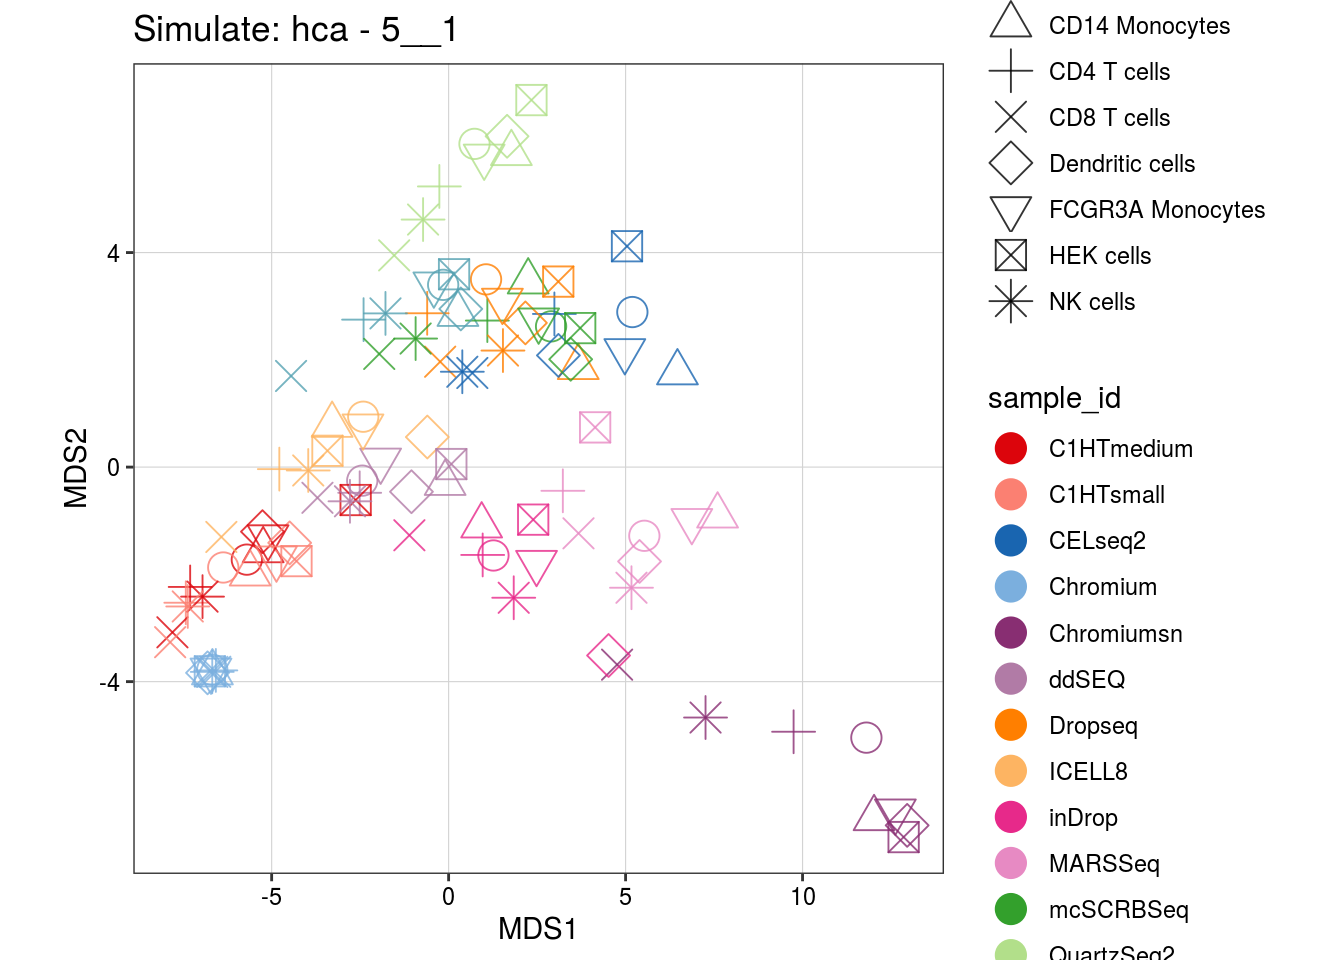 Simulate: hca - 5__1
MDS2
4
0
-4
-5
0
5
10
MDS1
CD14 Monocytes
CD4 T cells
CD8 T cells
Dendritic cells
FCGR3A Monocytes
HEK cells
NK cells
sample_id
C1HTmedium
C1HTsmall
CELseq2
Chromium
Chromiumsn
ddSEQ
Dropseq
ICELL8
inDrop
MARSSeq
mcSCRBSeq
QuartzSeq2